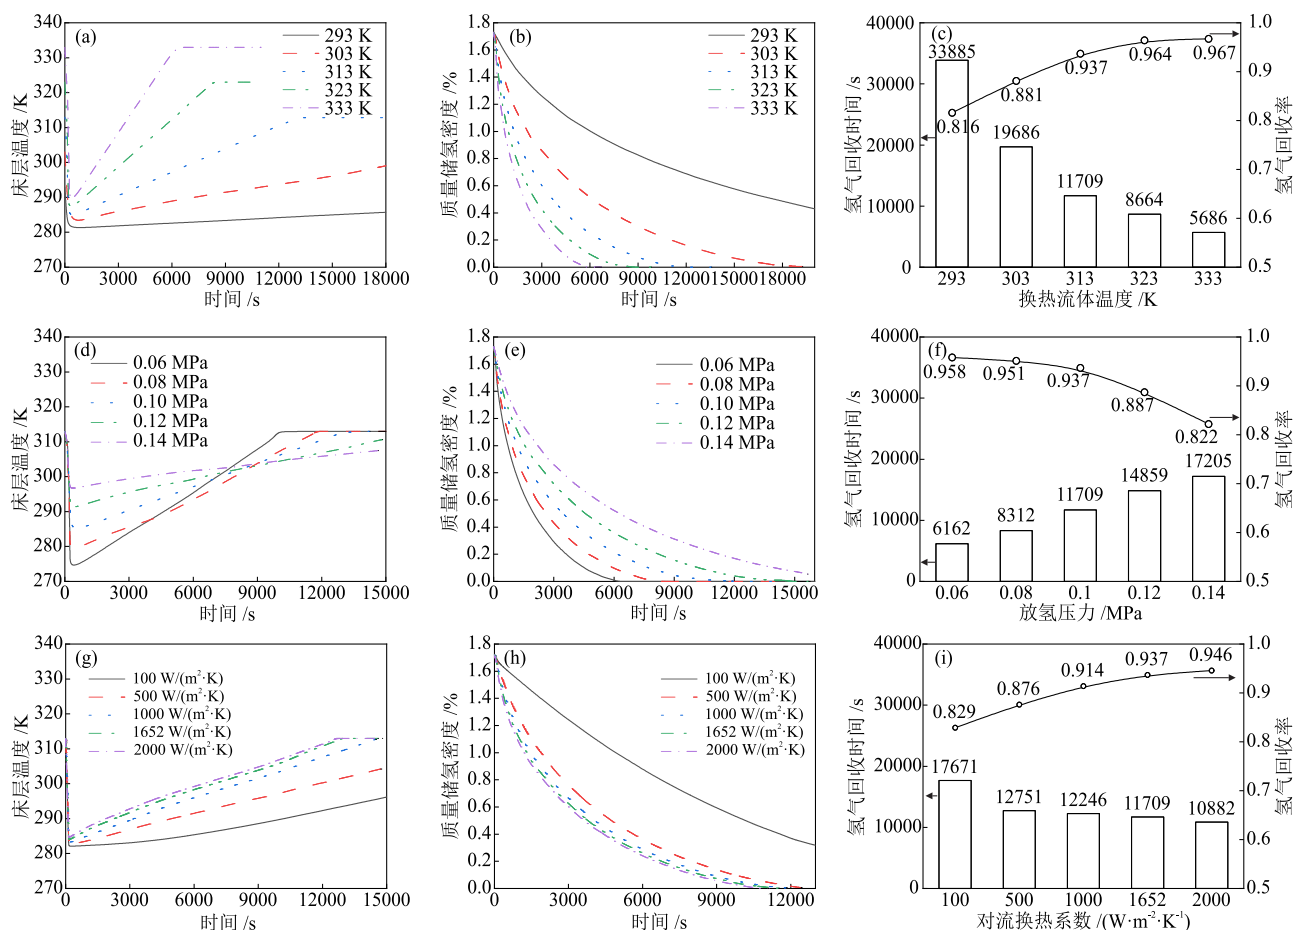 (a)
293 K
303 K
313 K
323 K
333 K
床层温度 /K
340
330
320
310
300
290
280
270
0 3000 6000 9000 12000 15000 18000
时间 /s
(b)
293 K
303 K
313 K
323 K
333 K
质量储氢密度 /%
1.8
1.6
1.4
1.2
1.0
0.8
0.6
0.4
0.2
0.0
0 3000 6000 9000 12000 15000 18000
时间 /s
(c)
氢气回收时间 /s
40000
30000
20000
10000
0
33885
19686
11709
8664
5686
0.816
0.881
0.937
0.964
0.967
1.0
0.9
0.8
0.7
0.6
0.5
氢气回收率
293 303 313 323 333
换热流体温度 /K
(d)
0.06 MPa
0.08 MPa
0.10 MPa
0.12 MPa
0.14 MPa
床层温度 /K
340
330
320
310
300
290
280
270
0 3000 6000 9000 12000 15000
时间 /s
(e)
0.06 MPa
0.08 MPa
0.10 MPa
0.12 MPa
0.14 MPa
质量储氢密度 /%
1.8
1.6
1.4
1.2
1.0
0.8
0.6
0.4
0.2
0.0
0 3000 6000 9000 12000 15000
时间 /s
(f)
氢气回收时间 /s
40000
30000
20000
10000
0
0.958
0.951
0.937
0.887
0.822
6162
8312
11709
14859
17205
1.0
0.9
0.8
0.7
0.6
0.5
氢气回收率
0.06 0.08 0.1 0.12 0.14
放氢压力 /MPa
(g)
100 W/(m²·K)
500 W/(m²·K)
1000 W/(m²·K)
1652 W/(m²·K)
2000 W/(m²·K)
床层温度 /K
340
330
320
310
300
290
280
270
0 3000 6000 9000 12000 15000
时间 /s
(h)
100 W/(m²·K)
500 W/(m²·K)
1000 W/(m²·K)
1652 W/(m²·K)
2000 W/(m²·K)
质量储氢密度 /%
1.8
1.6
1.4
1.2
1.0
0.8
0.6
0.4
0.2
0.0
0 3000 6000 9000 12000
时间 /s
(i)
氢气回收时间 /s
40000
30000
20000
10000
0
0.829
0.876
0.914
0.937
0.946
17671
12751
12246
11709
10882
1.0
0.9
0.8
0.7
0.6
0.5
氢气回收率
100 500 1000 1652 2000
对流换热系数 /(W·m⁻²·K⁻¹)